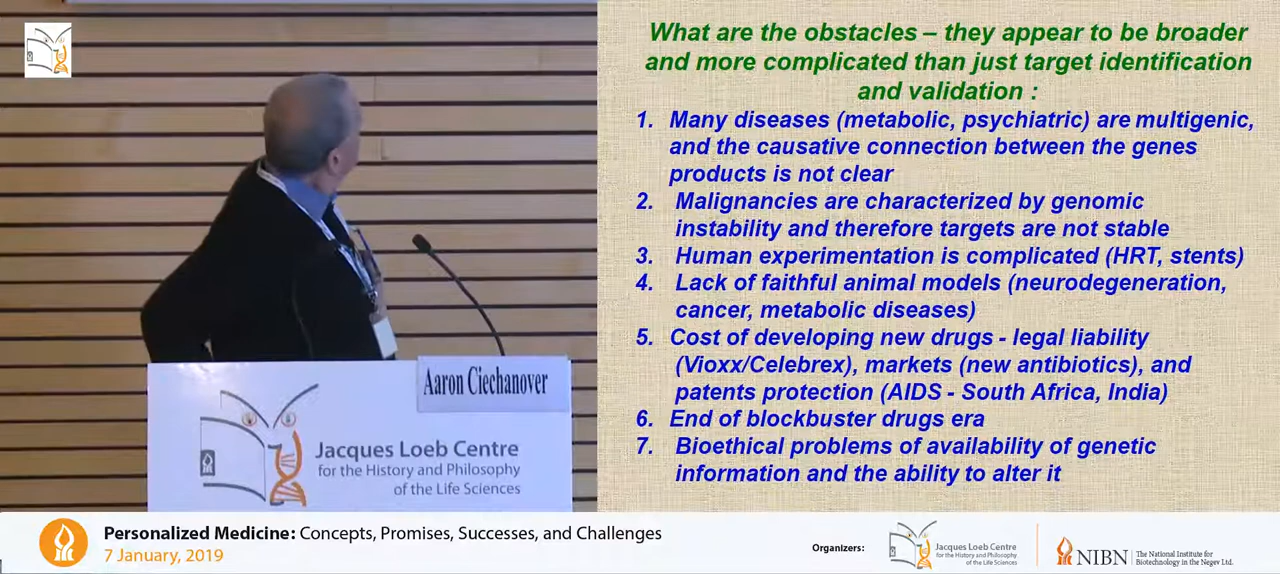 What are the obstacles – they appear to be broader
and more complicated than just target identification
and validation :
1. Many diseases (metabolic, psychiatric) are multigenic,
and the causative connection between the genes
products is not clear
2. Malignancies are characterized by genomic
instability and therefore targets are not stable
3. Human experimentation is complicated (HRT, stents)
4. Lack of faithful animal models (neurodegeneration,
cancer, metabolic diseases)
5. Cost of developing new drugs - legal liability
(Vioxx/Celebrex), markets (new antibiotics), and
patents protection (AIDS - South Africa, India)
6. End of blockbuster drugs era
7. Bioethical problems of availability of genetic
information and the ability to alter it
Aaron Ciechanover
Jacques Loeb Centre
for the History and Philosophy
of the Life Sciences
Personalized Medicine: Concepts, Promises, Successes, and Challenges
7 January, 2019
Organizers:
Jacques Loeb Centre
for the History and Philosophy
of the Life Sciences
NIBN
The National Institute for
Biotechnology in the Negev Ltd.